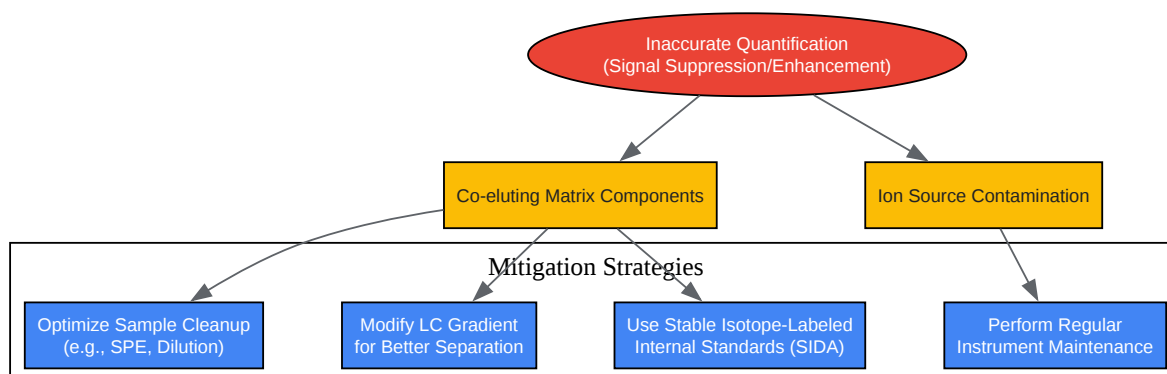 Inaccurate Quantification
(Signal Suppression/Enhancement)
Co-eluting Matrix Components
Ion Source Contamination
Mitigation Strategies
Optimize Sample Cleanup
(e.g., SPE, Dilution)
Modify LC Gradient
for Better Separation
Use Stable Isotope-Labeled
Internal Standards (SIDA)
Perform Regular
Instrument Maintenance